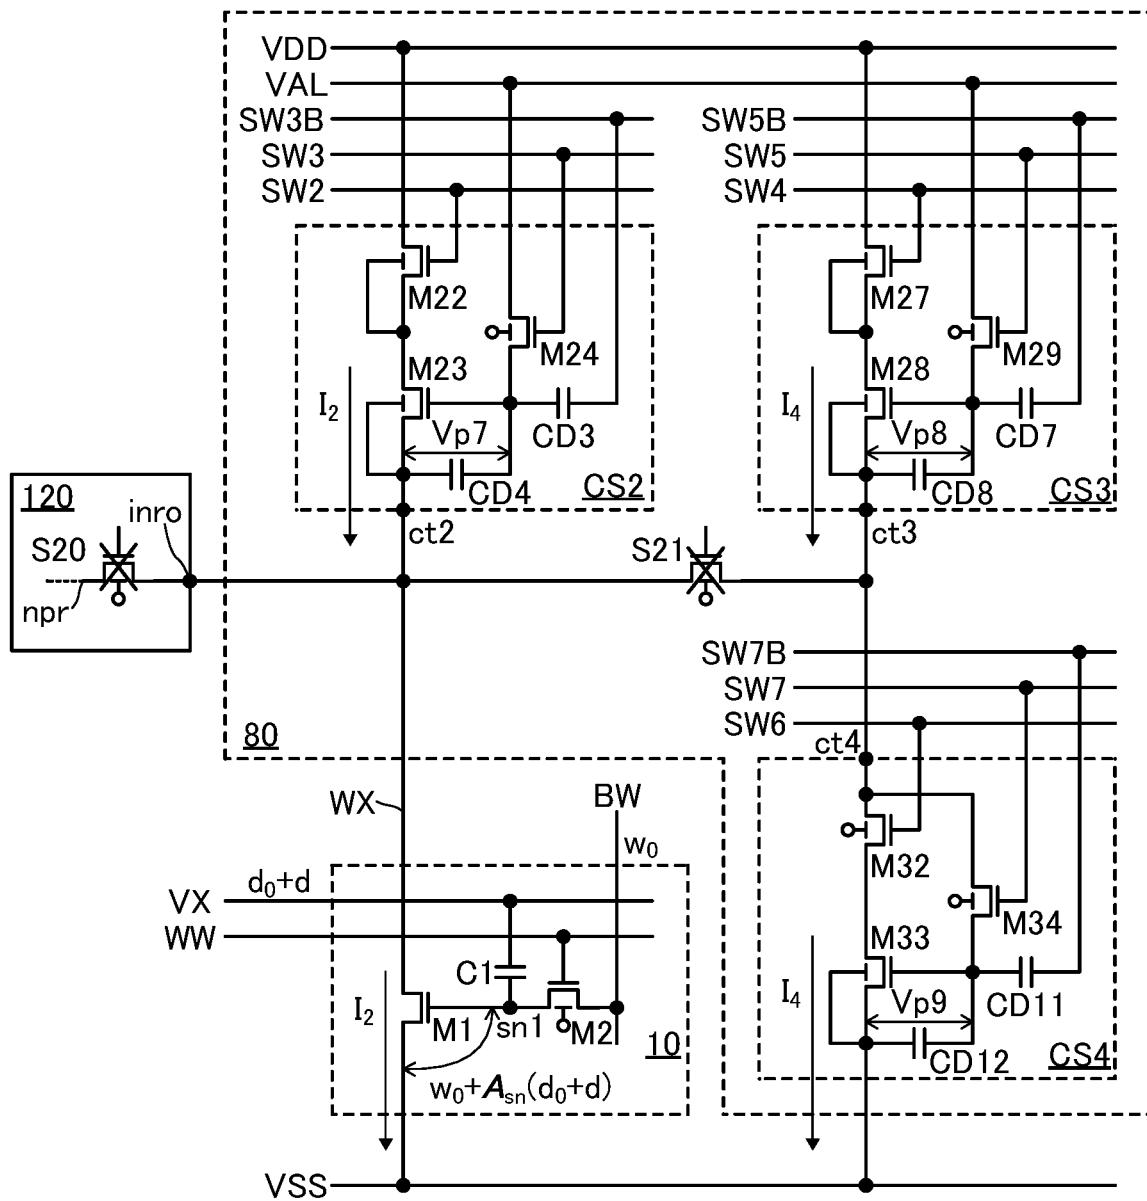 VDD
VAL
SW3B SW5B
SW3 SW5
SW2 SW4
M22 M27
M24 M29
M23 M28
I2 I4
Vp7 Vp8
CD3 CD7
CD4 CS2 CD8 CS3
120 inro
ct2 ct3
S20 S21
npr
SW7B
SW7
SW6
80
ct4
WX BW
w0
M32
d0+d
VX
WW
M34
M33
C1
I2 I4
Vp9
CD11
M1 sn1 M2
10
CD12 CS4
w0+Asn(d0+d)
VSS